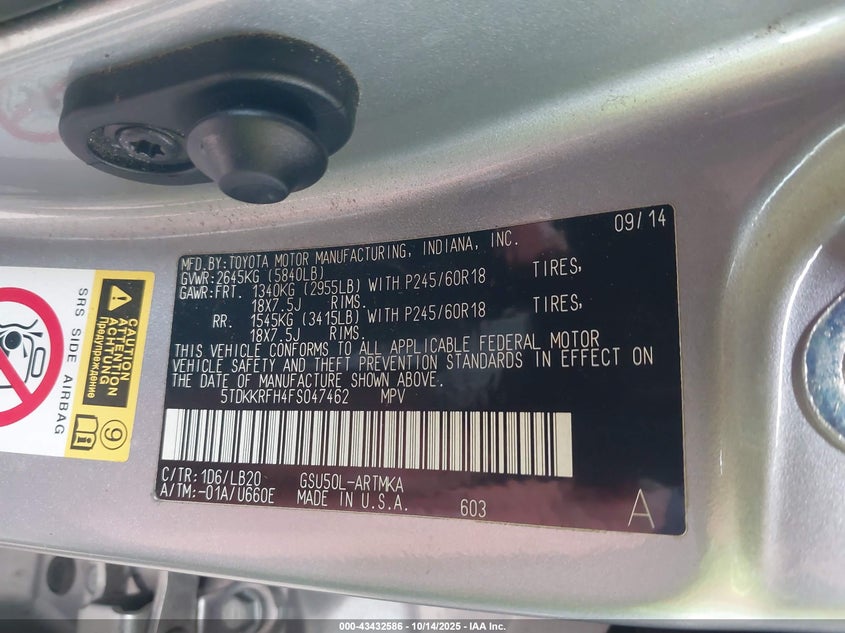 09/14
MFD.BY:TOYOTA MOTOR MANUFACTURING, INDIANA, INC.
GVWR:2645KG (5840LB)
GAWR:FRT. 1340KG (2955LB) WITH P245/60R18 TIRES,
18X7.5J RIMS.
RR. 1545KG (3415LB) WITH P245/60R18 TIRES,
18X7.5J RIMS.
THIS VEHICLE CONFORMS TO ALL APPLICABLE FEDERAL MOTOR
VEHICLE SAFETY AND THEFT PREVENTION STANDARDS IN EFFECT ON
THE DATE OF MANUFACTURE SHOWN ABOVE.
5TDKKRFH4FS047462 MPV
C/TR:1D6/LB20 GSU50L-ARTMKA
A/TM:-01A/U660E MADE IN U.S.A. 603 A
SRS SIDE AIRBAG
CAUTION
ATTENTION
ACHTUNG
Предупреждение
9
000-43432586 - 10/14/2025 - IAA Inc.